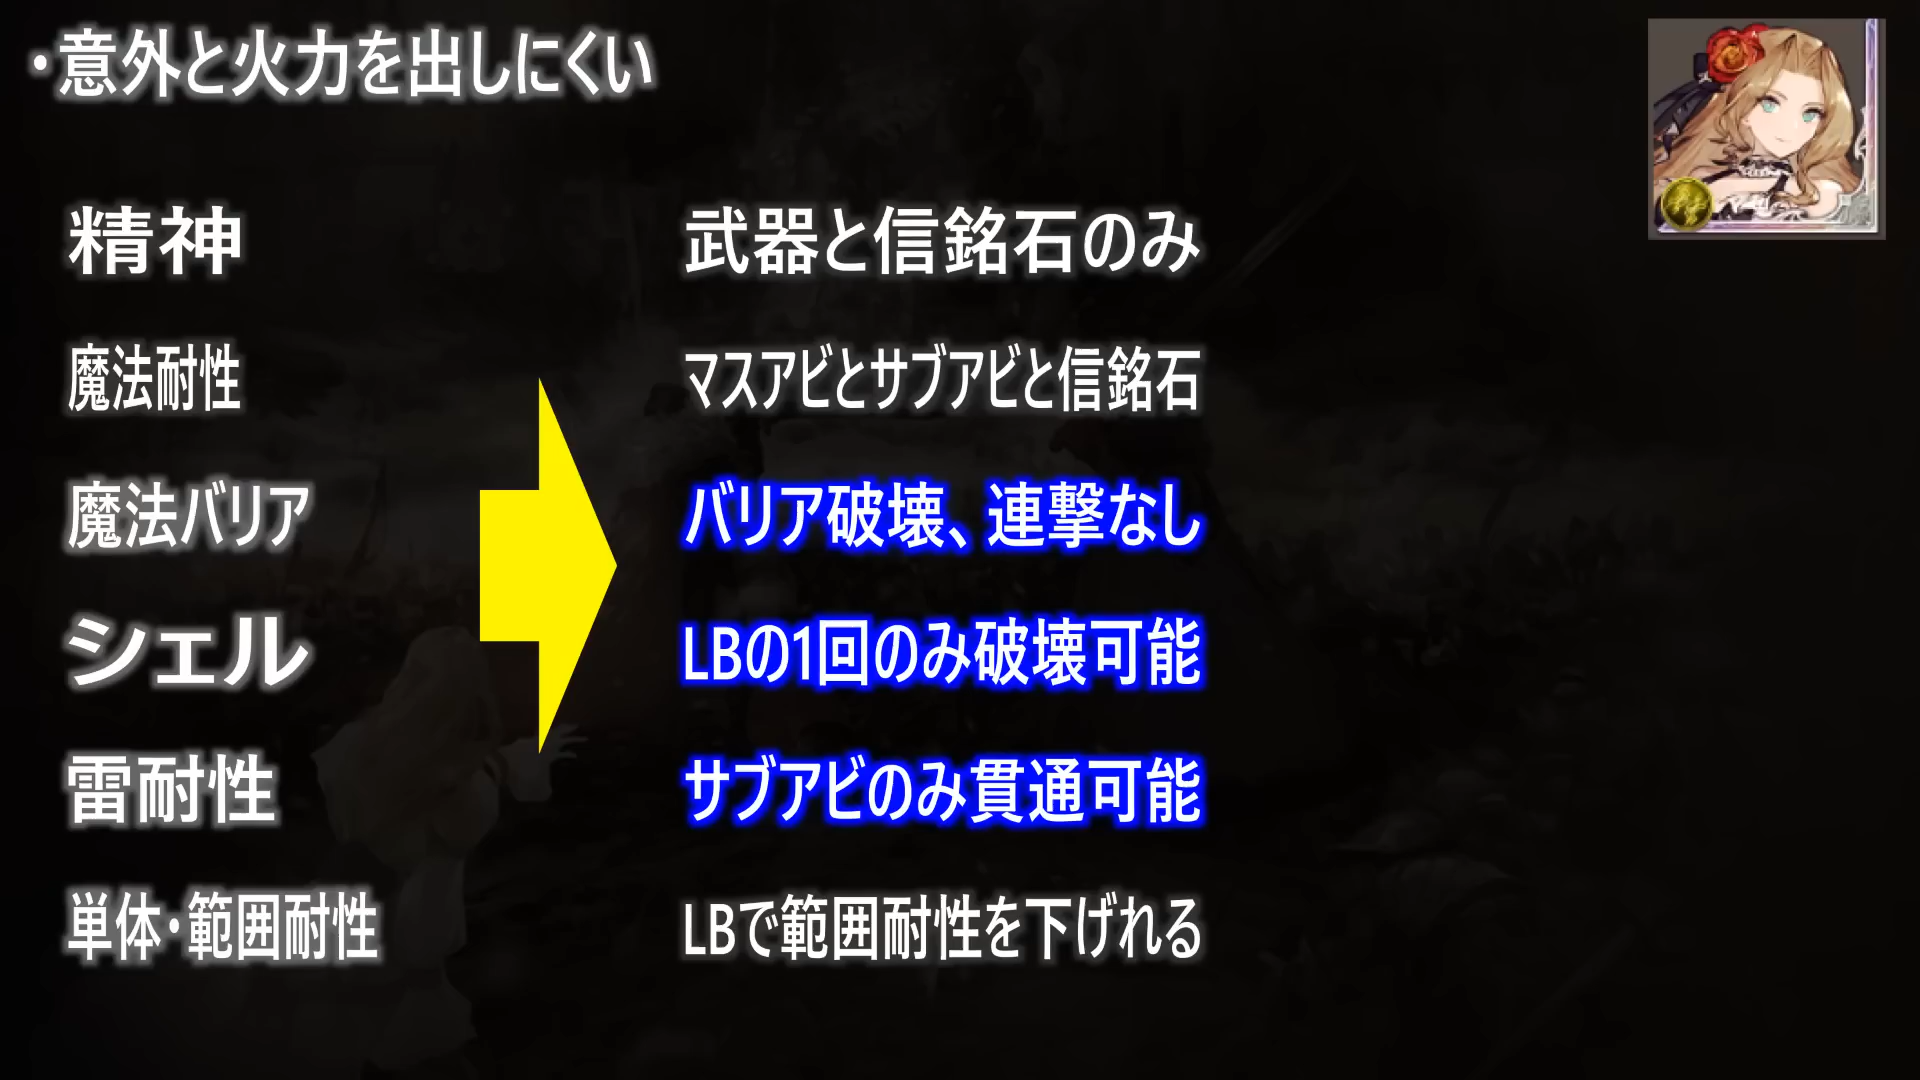 ・意外と火力を出しにくい
精神
武器と信銘石のみ
魔法耐性
マスアビとサブアビと信銘石
魔法バリア
バリア破壊、連撃なし
シェル
LBの1回のみ破壊可能
雷耐性
サブアビのみ貫通可能
単体・範囲耐性
LBで範囲耐性を下げれる